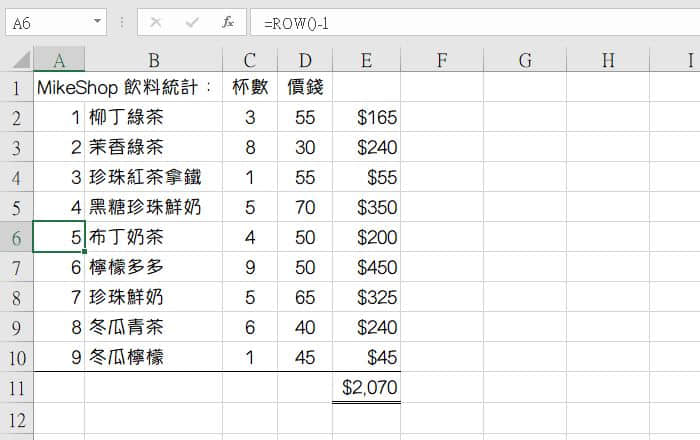 A6 fx =ROW()-1
A B C D E F G H I
1 MikeShop 飲料統計： 杯數 價錢
2 1 柳丁綠茶 3 55 $165
3 2 茉香綠茶 8 30 $240
4 3 珍珠紅茶拿鐵 1 55 $55
5 4 黑糖珍珠鮮奶 5 70 $350
6 5 布丁奶茶 4 50 $200
7 6 檸檬多多 9 50 $450
8 7 珍珠鮮奶 5 65 $325
9 8 冬瓜青茶 6 40 $240
10 9 冬瓜檸檬 1 45 $45
11 $2,070
12